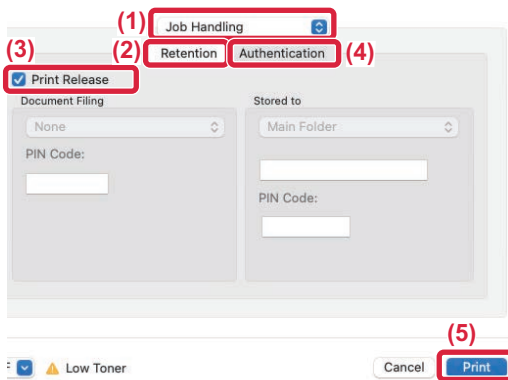 (1)
Job Handling
(3)
(2)
Retention
Authentication
(4)
Print Release
Document Filing
Stored to
None
Main Folder
PIN Code:
PIN Code:
(5)
Low Toner
Cancel
Print